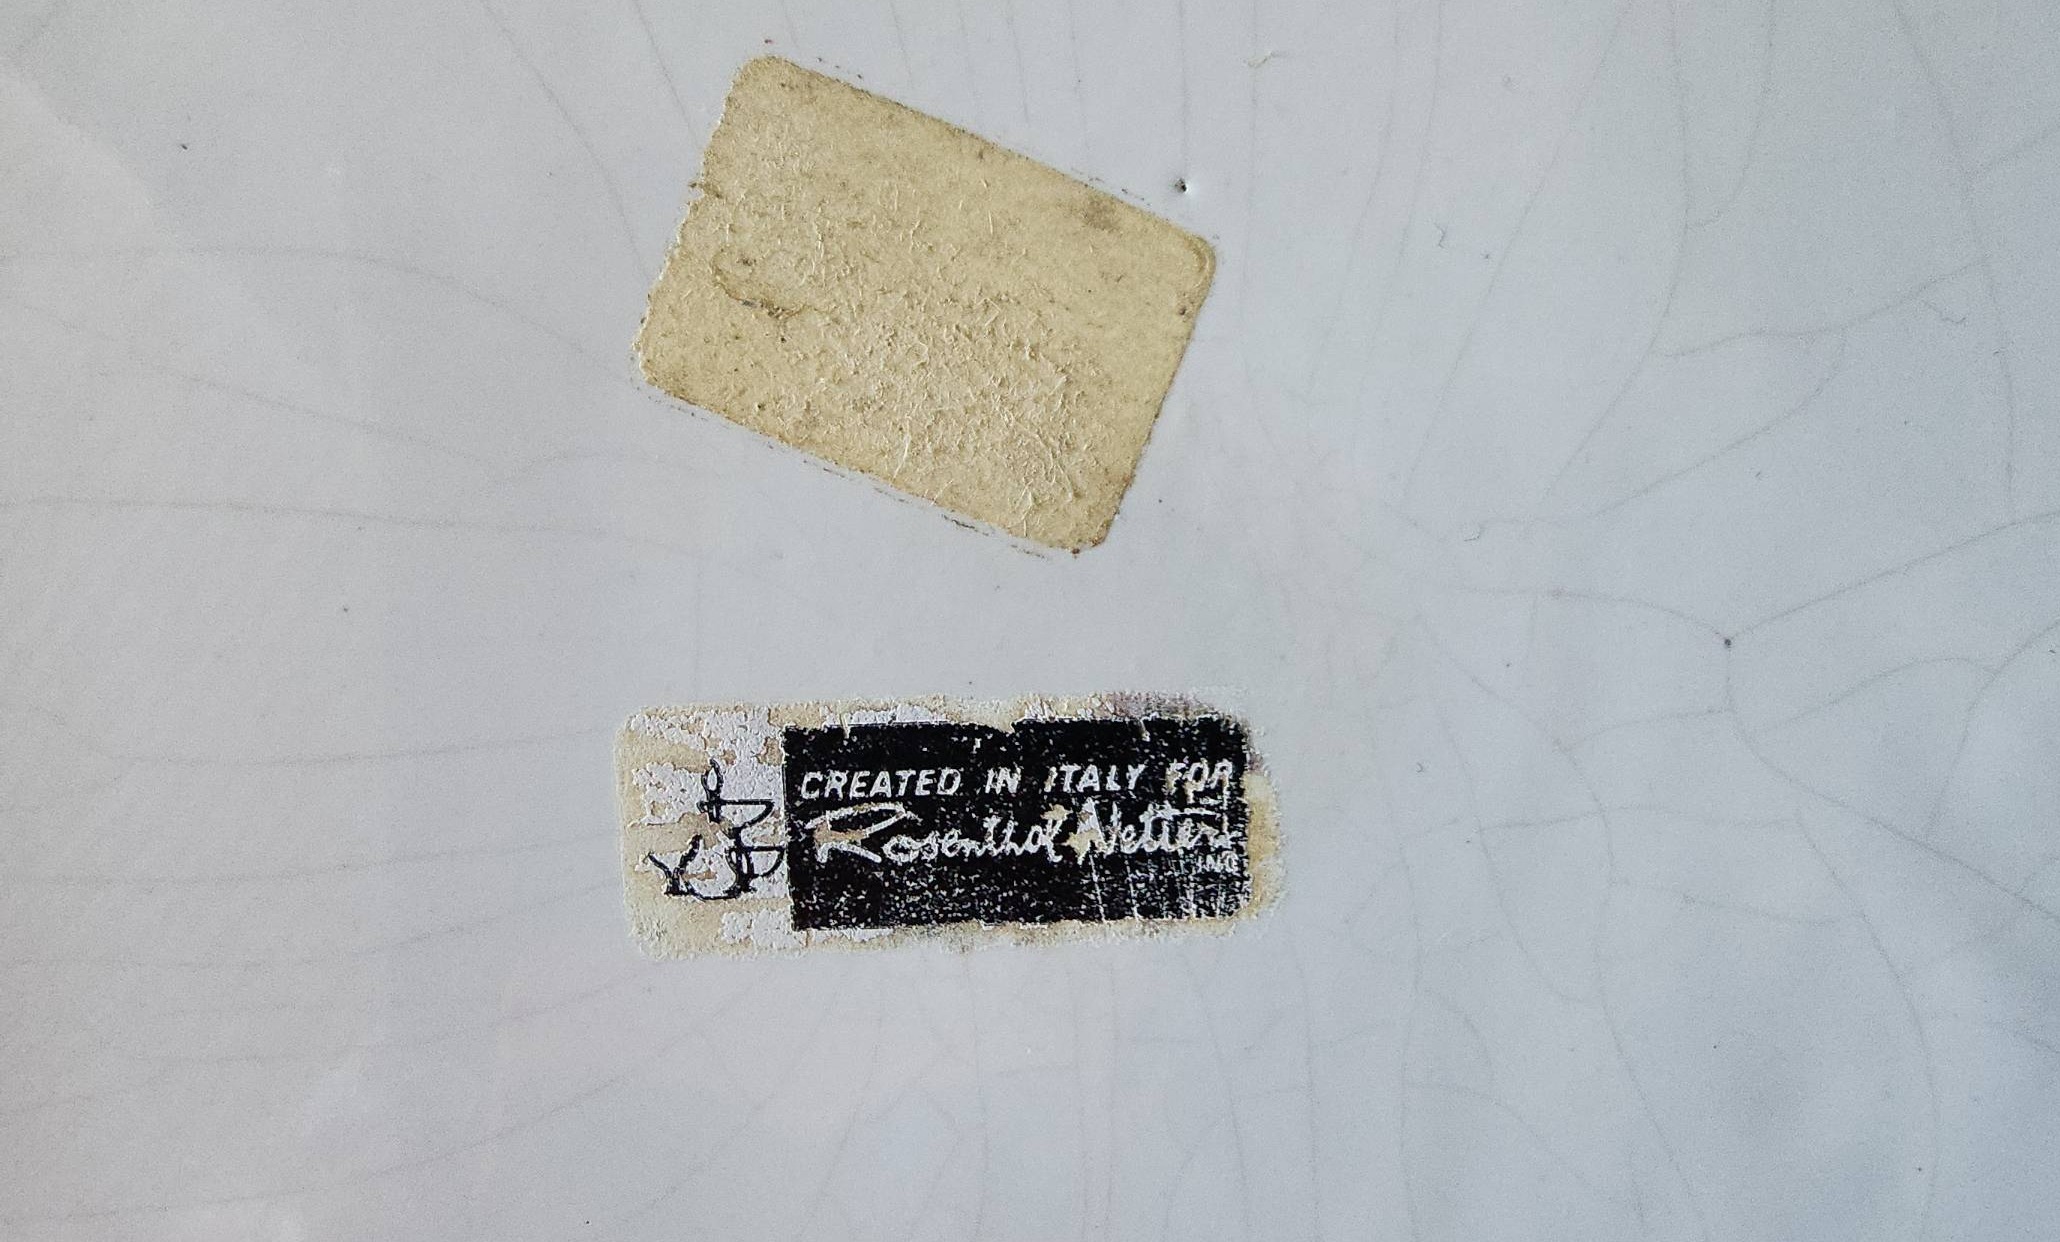 CREATED IN ITALY FOR
Rosenthal Netter
INC